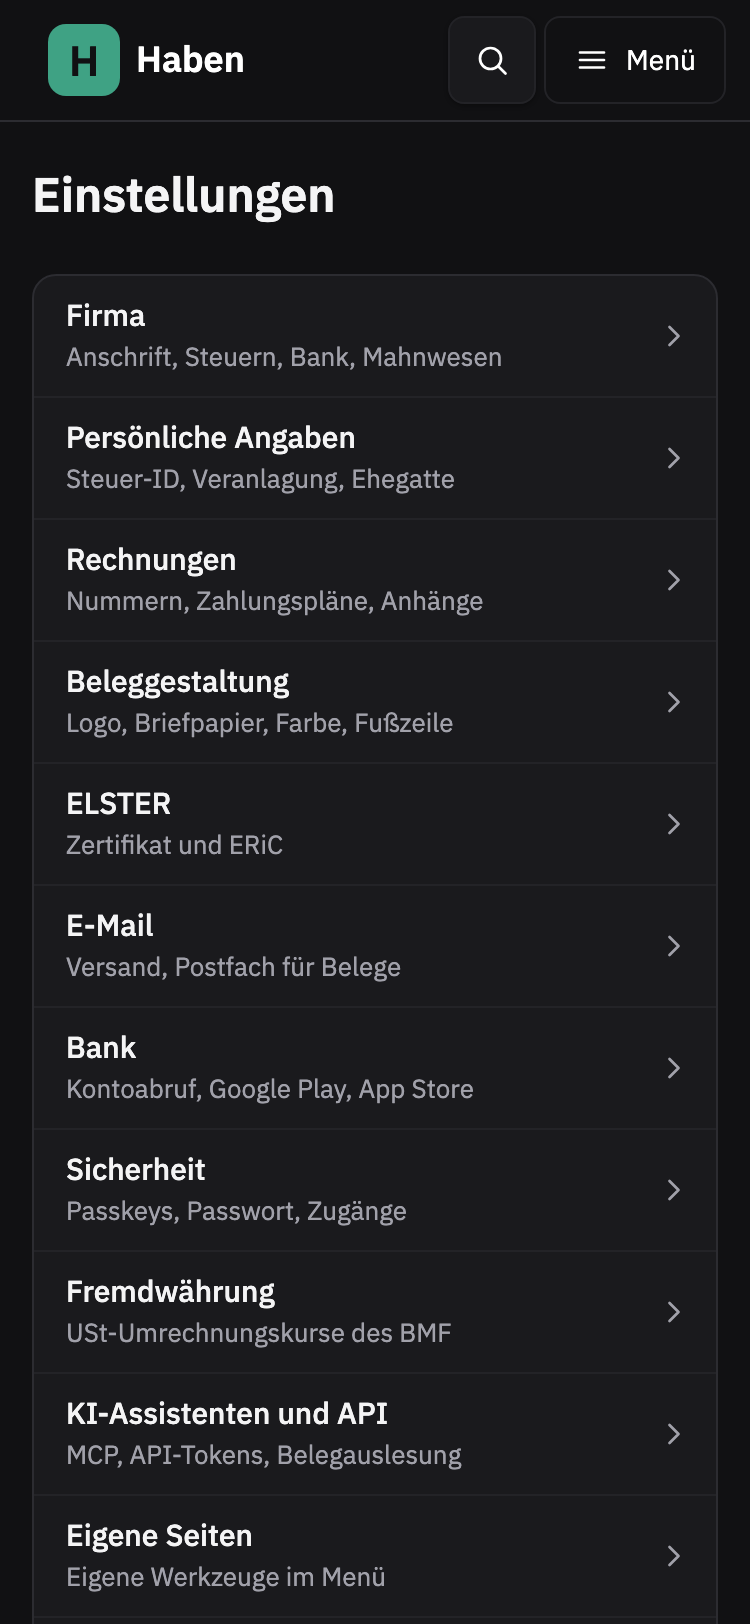 H Haben
Menü
Einstellungen
Firma
Anschrift, Steuern, Bank, Mahnwesen
Persönliche Angaben
Steuer-ID, Veranlagung, Ehegatte
Rechnungen
Nummern, Zahlungspläne, Anhänge
Beleggestaltung
Logo, Briefpapier, Farbe, Fußzeile
ELSTER
Zertifikat und ERiC
E-Mail
Versand, Postfach für Belege
Bank
Kontoabruf, Google Play, App Store
Sicherheit
Passkeys, Passwort, Zugänge
Fremdwährung
USt-Umrechnungskurse des BMF
KI-Assistenten und API
MCP, API-Tokens, Belegauslesung
Eigene Seiten
Eigene Werkzeuge im Menü